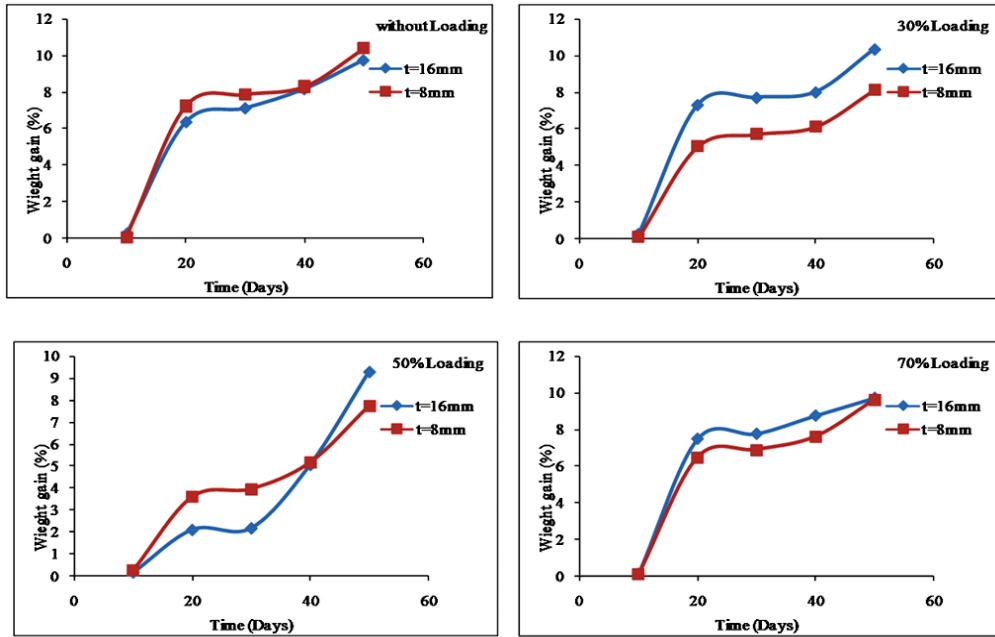 without Loading
12
10
8
6
4
2
0
Wieght gain (%)
t=16mm
t=8mm
0 20 40 60
Time (Days)
30% Loading
12
10
8
6
4
2
0
Wieght gain (%)
t=16mm
t=8mm
0 20 40 60
Time (Days)
50% Loading
10
9
8
7
6
5
4
3
2
1
0
Wieght gain (%)
t=16mm
t=8mm
0 20 40 60
Time (Days)
70% Loading
12
10
8
6
4
2
0
Wieght gain (%)
t=16mm
t=8mm
0 20 40 60
Time (Days)